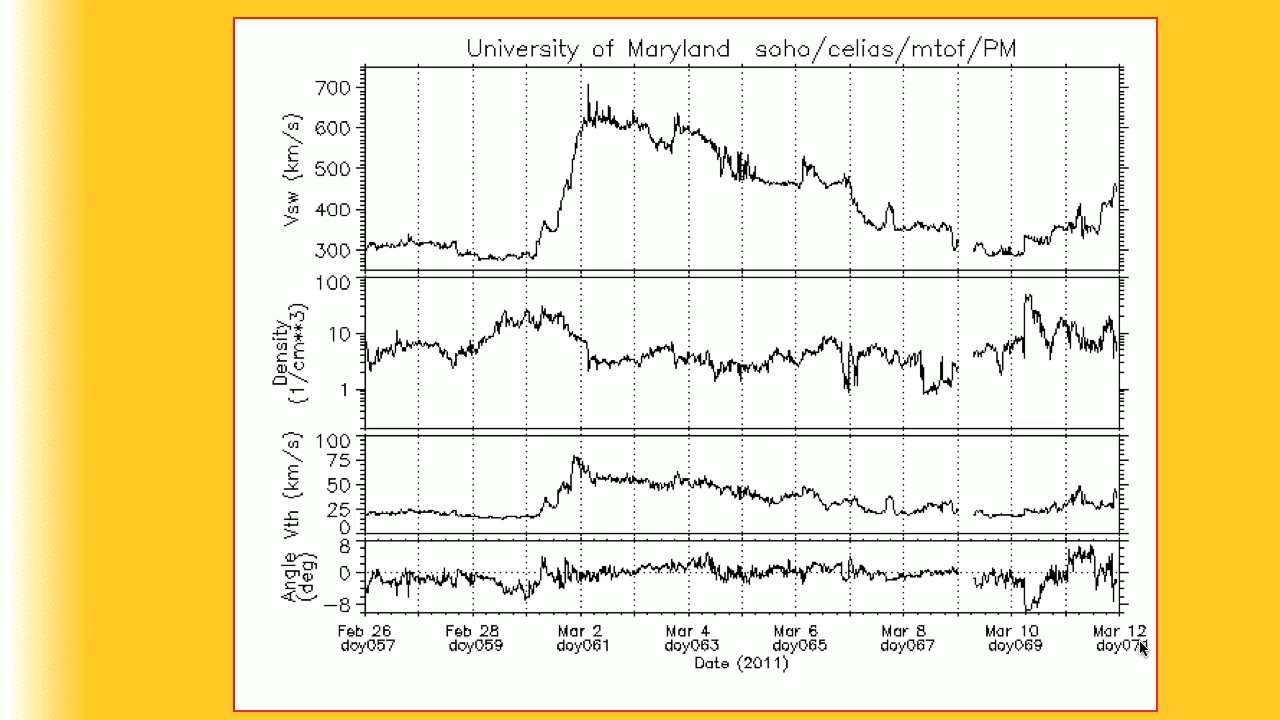 University of Maryland soho/celias/mtof/PM
Vsw (km/s)
700
600
500
400
300
Density
(1/cm**3)
100
10
1
Vth (km/s)
100
75
50
25
0
Angle
(deg)
8
0
-8
Feb 26 Feb 28 Mar 2 Mar 4 Mar 6 Mar 8 Mar 10 Mar 12
doy057 doy059 doy061 doy063 doy065 doy067 doy069
Date (2011)